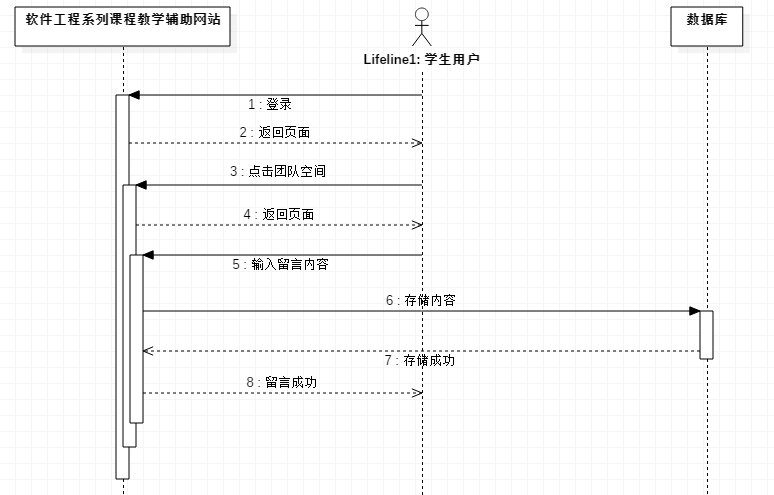 软件工程系列课程教学辅助网站
数据库
Lifeline1: 学生用户
1 : 登录
2 : 返回页面
3 : 点击团队空间
4 : 返回页面
5 : 输入留言内容
6 : 存储内容
7 : 存储成功
8 : 留言成功